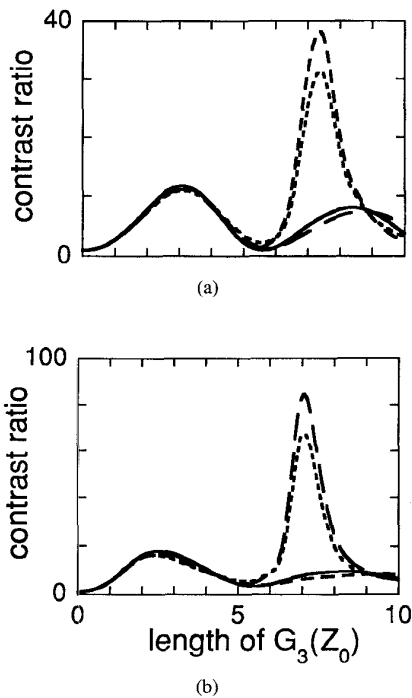 40
contrast ratio
0
(a)
100
contrast ratio
0
0 5 10
length of G3(Z0)
(b)